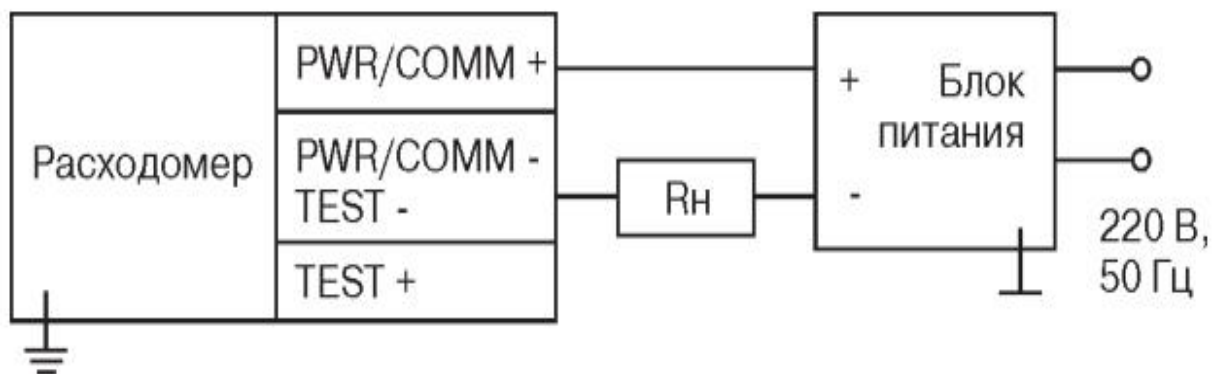 Расходомер
PWR/COMM +
PWR/COMM -
TEST -
TEST +
Rн
+
-
Блок
питания
220 В,
50 Гц